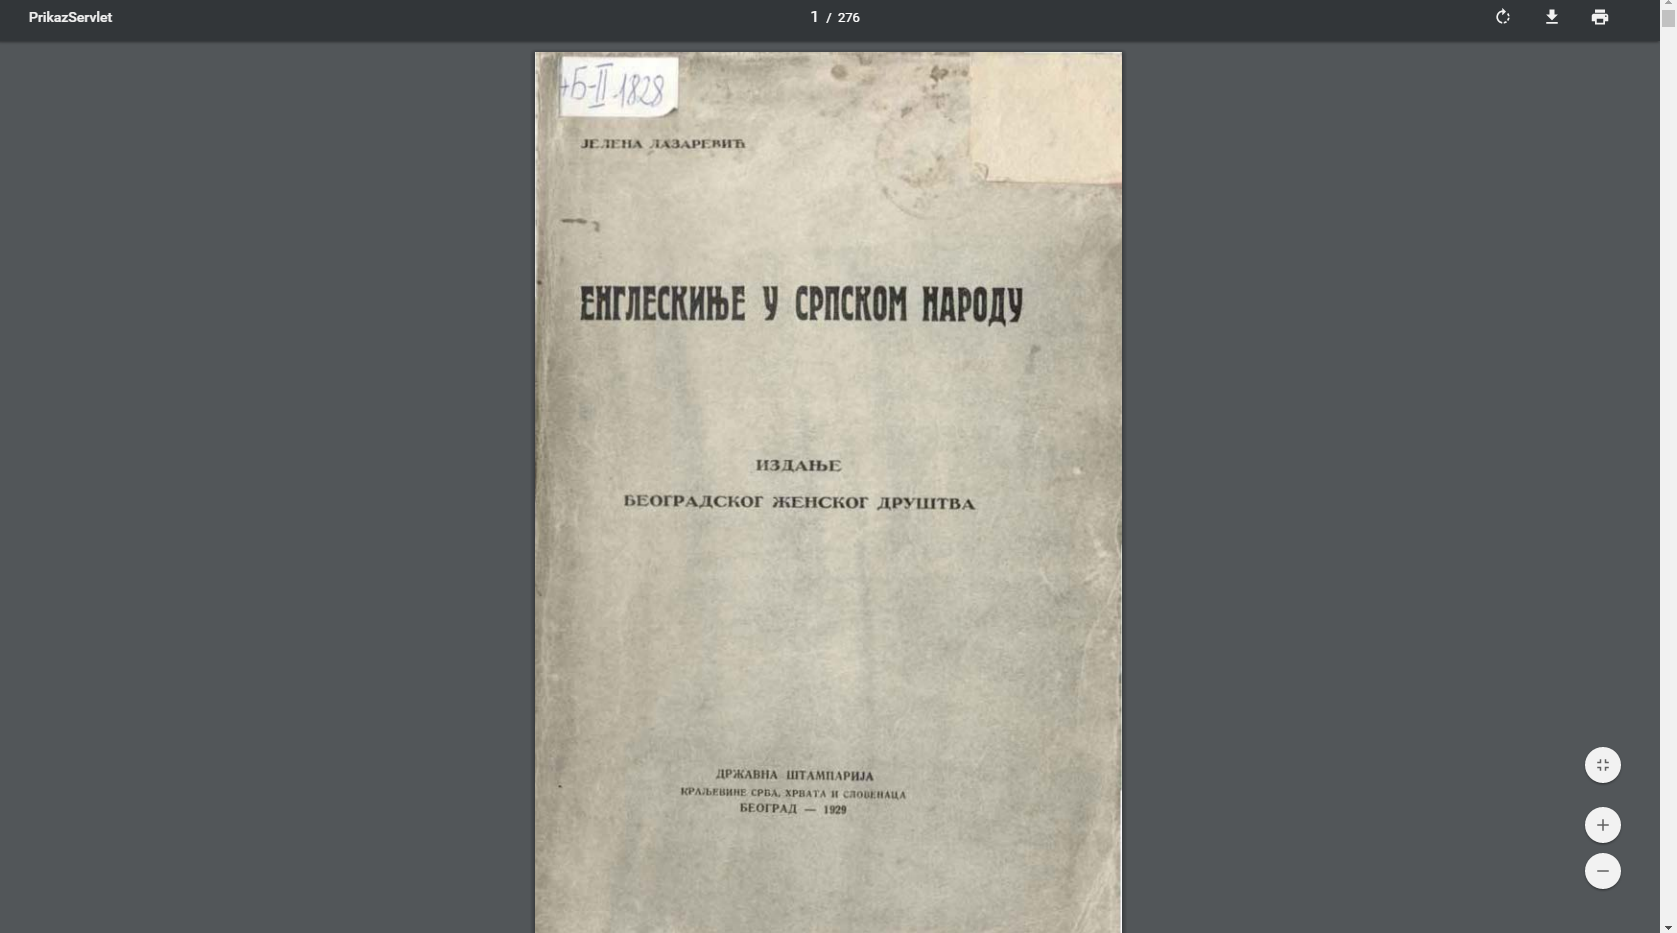 PrikazServlet
1 / 276
+Б-II 1828
ЈЕЛЕНА ЛАЗАРЕВИЋ
ЕНГЛЕСКИЊЕ У СРПСКОМ НАРОДУ
ИЗДАЊЕ
БЕОГРАДСКОГ ЖЕНСКОГ ДРУШТВА
ДРЖАВНА ШТАМПАРИЈА
КРАЉЕВИНЕ СРБА, ХРВАТА И СЛОВЕНАЦА
БЕОГРАД — 1929